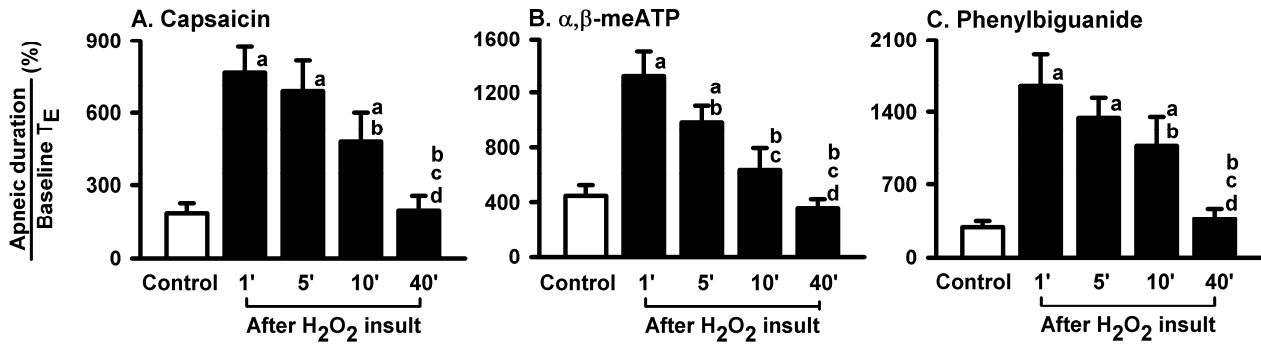 A. Capsaicin
Apneic duration
Baseline TE
(%)
900
600
300
0
a
a
a
b
b
c
d
Control 1' 5' 10' 40'
After H2O2 insult
B. α,β-meATP
1600
1200
800
400
0
a
a
b
b
c
b
c
d
Control 1' 5' 10' 40'
After H2O2 insult
C. Phenylbiguanide
2100
1400
700
0
a
a
a
b
b
c
d
Control 1' 5' 10' 40'
After H2O2 insult